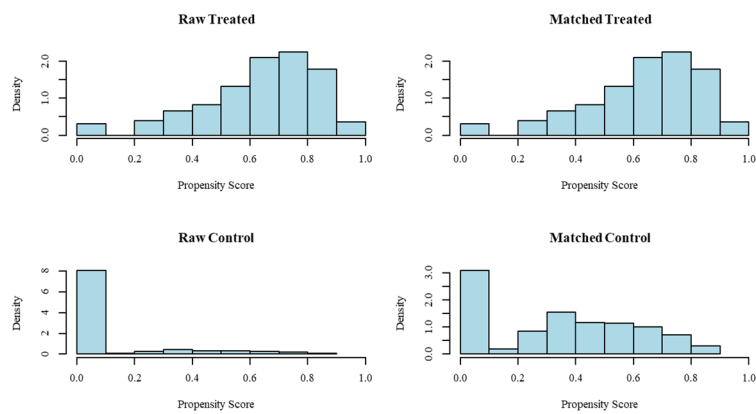 Raw Treated
Density
0.0
1.0
2.0
0.0 0.2 0.4 0.6 0.8 1.0
Propensity Score
Matched Treated
Density
0.0
1.0
2.0
0.0 0.2 0.4 0.6 0.8 1.0
Propensity Score
Raw Control
Density
0
2
4
6
8
0.0 0.2 0.4 0.6 0.8 1.0
Propensity Score
Matched Control
Density
0.0
1.0
2.0
3.0
0.0 0.2 0.4 0.6 0.8 1.0
Propensity Score